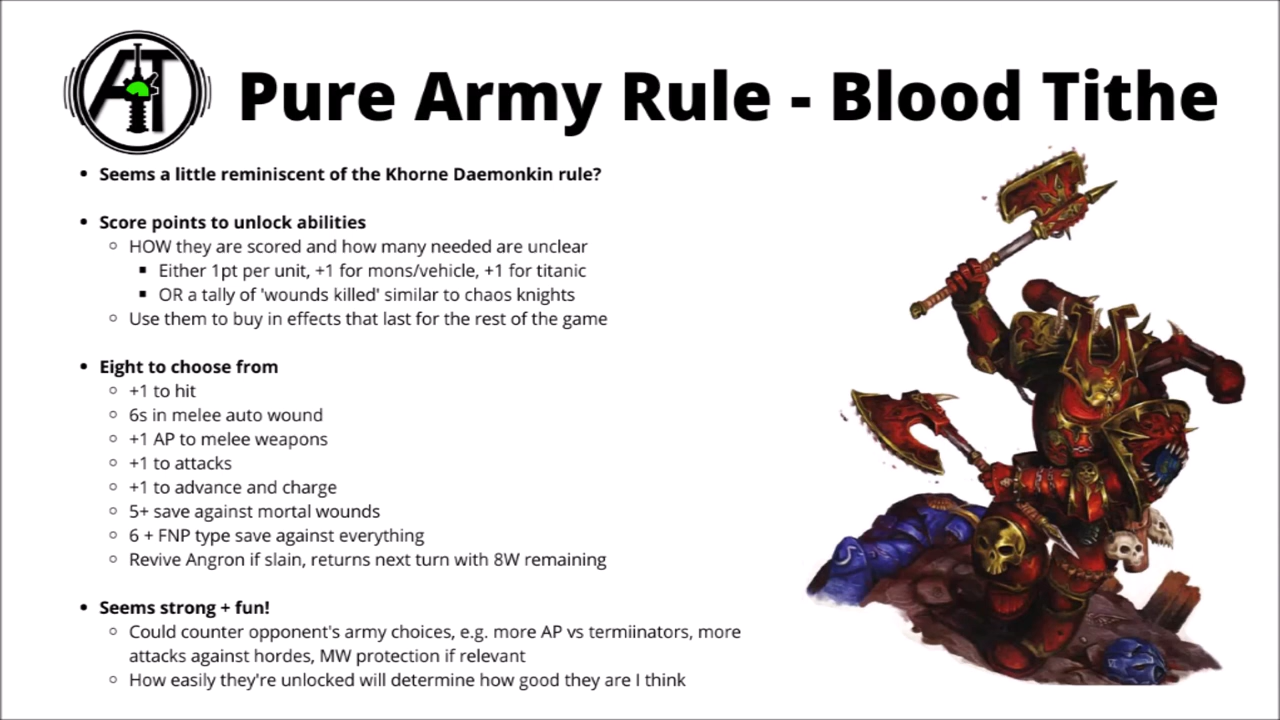 AT
Pure Army Rule - Blood Tithe
• Seems a little reminiscent of the Khorne Daemonkin rule?
• Score points to unlock abilities
○ HOW they are scored and how many needed are unclear
▪ Either 1pt per unit, +1 for mons/vehicle, +1 for titanic
▪ OR a tally of 'wounds killed' similar to chaos knights
○ Use them to buy in effects that last for the rest of the game
• Eight to choose from
○ +1 to hit
○ 6s in melee auto wound
○ +1 AP to melee weapons
○ +1 to attacks
○ +1 to advance and charge
○ 5+ save against mortal wounds
○ 6 + FNP type save against everything
○ Revive Angron if slain, returns next turn with 8W remaining
• Seems strong + fun!
○ Could counter opponent's army choices, e.g. more AP vs termiinators, more
attacks against hordes, MW protection if relevant
○ How easily they're unlocked will determine how good they are I think